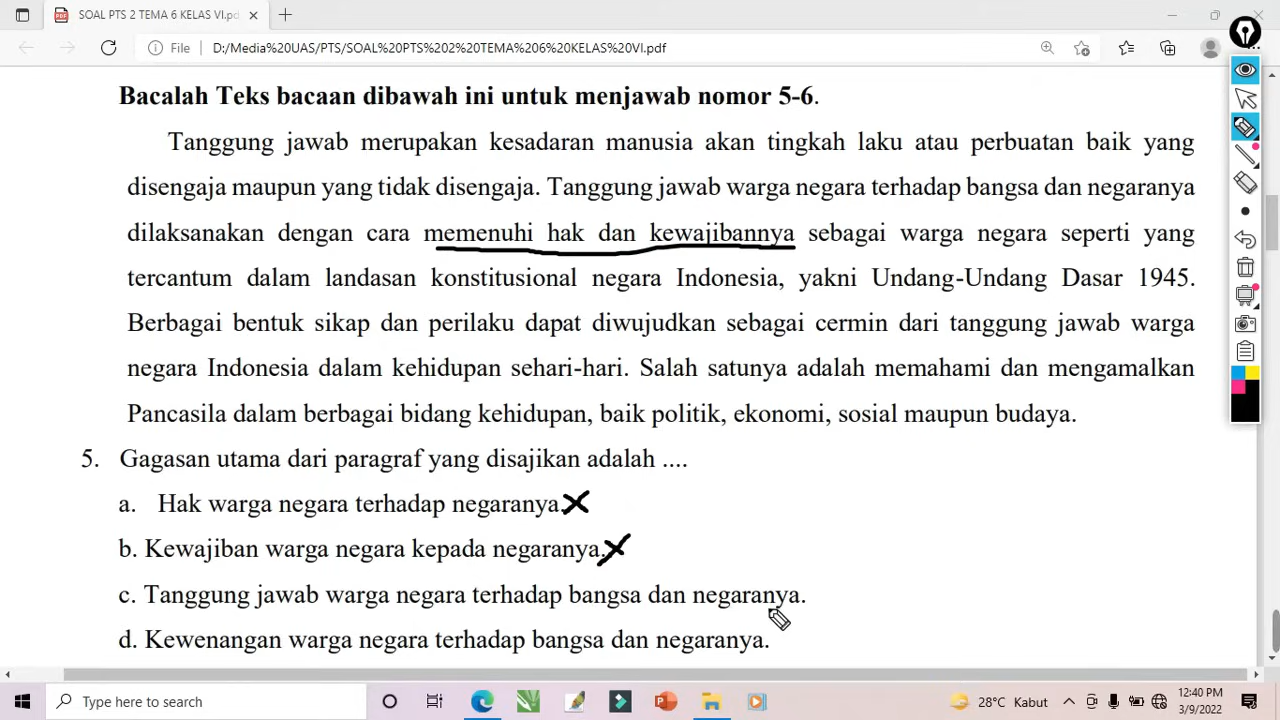 SOAL PTS 2 TEMA 6 KELAS VI.pdf
File
D:/Media%20UAS/PTS/SOAL%20PTS%202%20TEMA%206%20KELAS%20VI.pdf
Bacalah Teks bacaan dibawah ini untuk menjawab nomor 5-6.
Tanggung jawab merupakan kesadaran manusia akan tingkah laku atau perbuatan baik yang
disengaja maupun yang tidak disengaja. Tanggung jawab warga negara terhadap bangsa dan negaranya
dilaksanakan dengan cara memenuhi hak dan kewajibannya sebagai warga negara seperti yang
tercantum dalam landasan konstitusional negara Indonesia, yakni Undang-Undang Dasar 1945.
Berbagai bentuk sikap dan perilaku dapat diwujudkan sebagai cermin dari tanggung jawab warga
negara Indonesia dalam kehidupan sehari-hari. Salah satunya adalah memahami dan mengamalkan
Pancasila dalam berbagai bidang kehidupan, baik politik, ekonomi, sosial maupun budaya.
5. Gagasan utama dari paragraf yang disajikan adalah ....
a. Hak warga negara terhadap negaranya.
b. Kewajiban warga negara kepada negaranya.
c. Tanggung jawab warga negara terhadap bangsa dan negaranya.
d. Kewenangan warga negara terhadap bangsa dan negaranya.
Type here to search
28°C Kabut
12:40 PM
3/9/2022